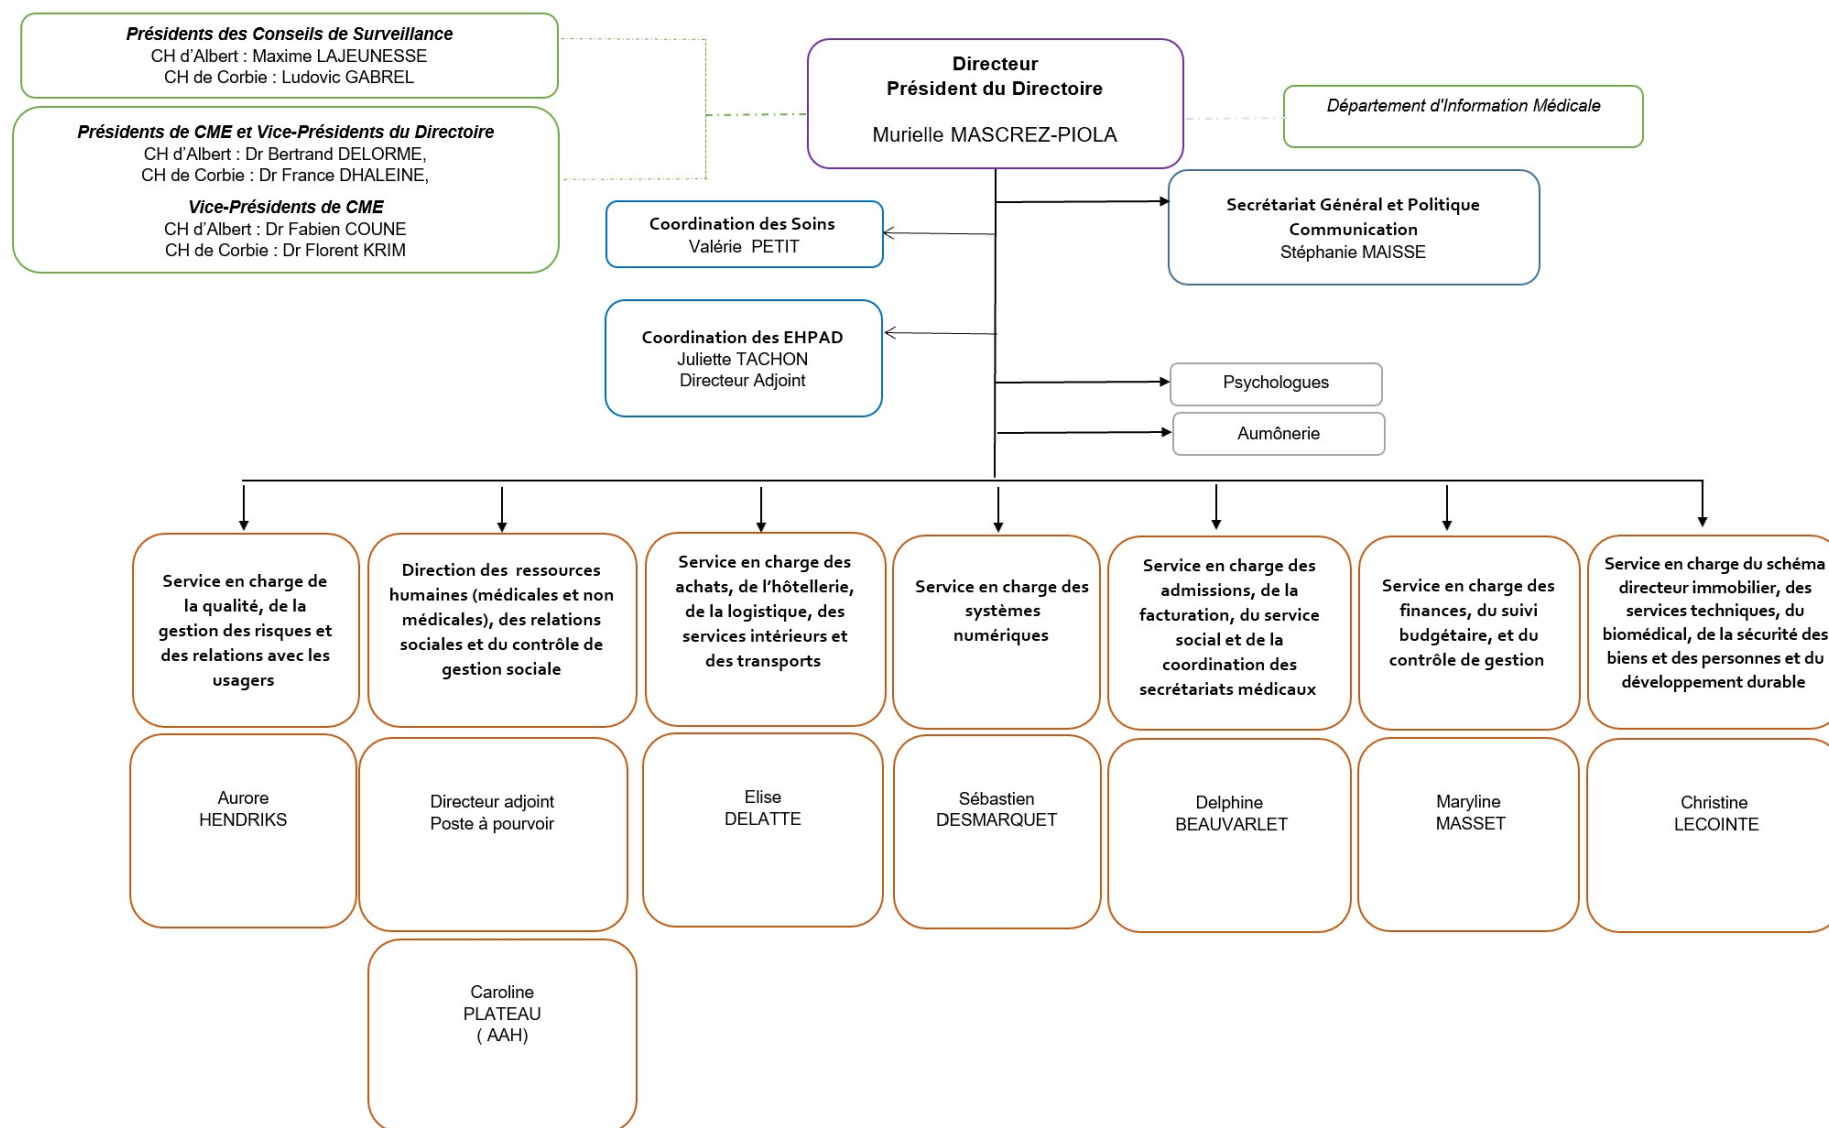 Présidents des Conseils de Surveillance
CH d'Albert : Maxime LAJEUNESSE
CH de Corbie : Ludovic GABREL
Présidents de CME et Vice-Présidents du Directoire
CH d'Albert : Dr Bertrand DELORME,
CH de Corbie : Dr France DHALEINE,
Vice-Présidents de CME
CH d'Albert : Dr Fabien COUNE
CH de Corbie : Dr Florent KRIM
Directeur
Président du Directoire
Murielle MASCREZ-PIOLA
Département d'Information Médicale
Coordination des Soins
Valérie PETIT
Secrétariat Général et Politique
Communication
Stéphanie MAISSE
Coordination des EHPAD
Juliette TACHON
Directeur Adjoint
Psychologues
Aumônerie
Service en charge de
la qualité, de la
gestion des risques et
des relations avec les
usagers
Direction des ressources
humaines (médicales et non
médicales), des relations
sociales et du contrôle de
gestion sociale
Service en charge des
achats, de l'hôtellerie,
de la logistique, des
services intérieurs et
des transports
Service en charge des
systèmes
numériques
Service en charge des
admissions, de la
facturation, du service
social et de la
coordination des
secrétariats médicaux
Service en charge des
finances, du suivi
budgétaire, et du
contrôle de gestion
Service en charge du schéma
directeur immobilier, des
services techniques, du
biomédical, de la sécurité des
biens et des personnes et du
développement durable
Aurore
HENDRIKS
Directeur adjoint
Poste à pourvoir
Elise
DELATTE
Sébastien
DESMARQUET
Delphine
BEAUVARLET
Maryline
MASSET
Christine
LECOINTE
Caroline
PLATEAU
( AAH)